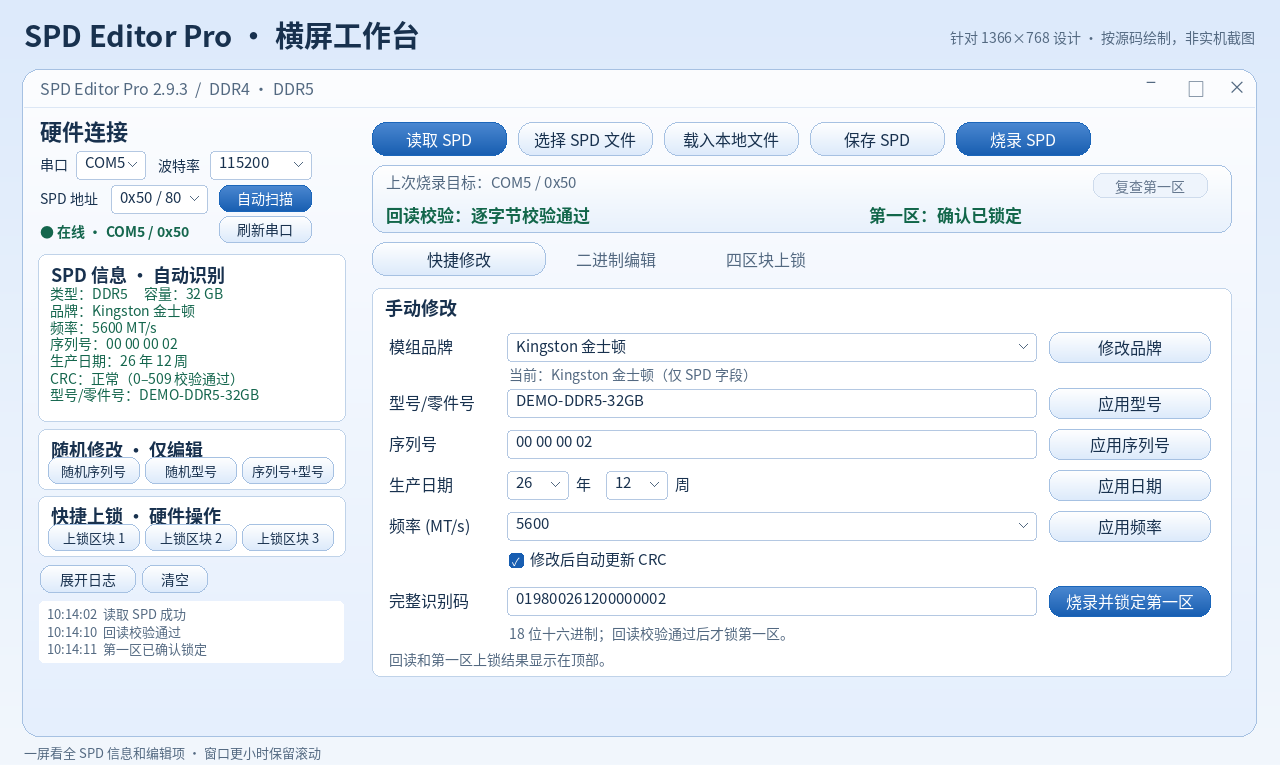 SPD Editor Pro · 横屏工作台
针对 1366×768 设计 · 按源码绘制，非实机截图
SPD Editor Pro 2.9.3 / DDR4 · DDR5
硬件连接
串口 COM5 波特率 115200
SPD 地址 0x50 / 80 自动扫描
在线 · COM5 / 0x50 刷新串口
SPD 信息 · 自动识别
类型：DDR5 容量：32 GB
品牌：Kingston 金士顿
频率：5600 MT/s
序列号：00 00 00 02
生产日期：26 年 12 周
CRC：正常（0–509 校验通过）
型号/零件号：DEMO-DDR5-32GB
随机修改 · 仅编辑
随机序列号 随机型号 序列号+型号
快捷上锁 · 硬件操作
上锁区块 1 上锁区块 2 上锁区块 3
展开日志 清空
10:14:02 读取 SPD 成功
10:14:10 回读校验通过
10:14:11 第一区已确认锁定
读取 SPD 选择 SPD 文件 载入本地文件 保存 SPD 烧录 SPD
上次烧录目标：COM5 / 0x50 复查第一区
回读校验：逐字节校验通过 第一区：确认已锁定
快捷修改 二进制编辑 四区块上锁
手动修改
模组品牌 Kingston 金士顿 修改品牌
当前：Kingston 金士顿（仅 SPD 字段）
型号/零件号 DEMO-DDR5-32GB 应用型号
序列号 00 00 00 02 应用序列号
生产日期 26 年 12 周 应用日期
频率 (MT/s) 5600 应用频率
修改后自动更新 CRC
完整识别码 019800261200000002 烧录并锁定第一区
18 位十六进制；回读校验通过后才锁第一区。
回读和第一区上锁结果显示在顶部。
一屏看全 SPD 信息和编辑项 · 窗口更小时保留滚动